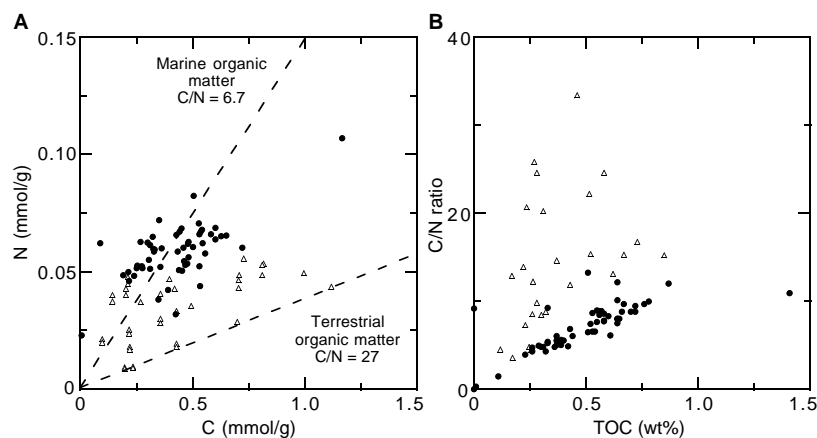 A
0.15
0.10
0.05
0
N (mmol/g)
Marine organic
matter
C/N = 6.7
Terrestrial
organic matter
C/N = 27
0
0.5
1.0
1.5
C (mmol/g)
B
40
20
0
C/N ratio
0
0.5
1.0
1.5
TOC (wt%)